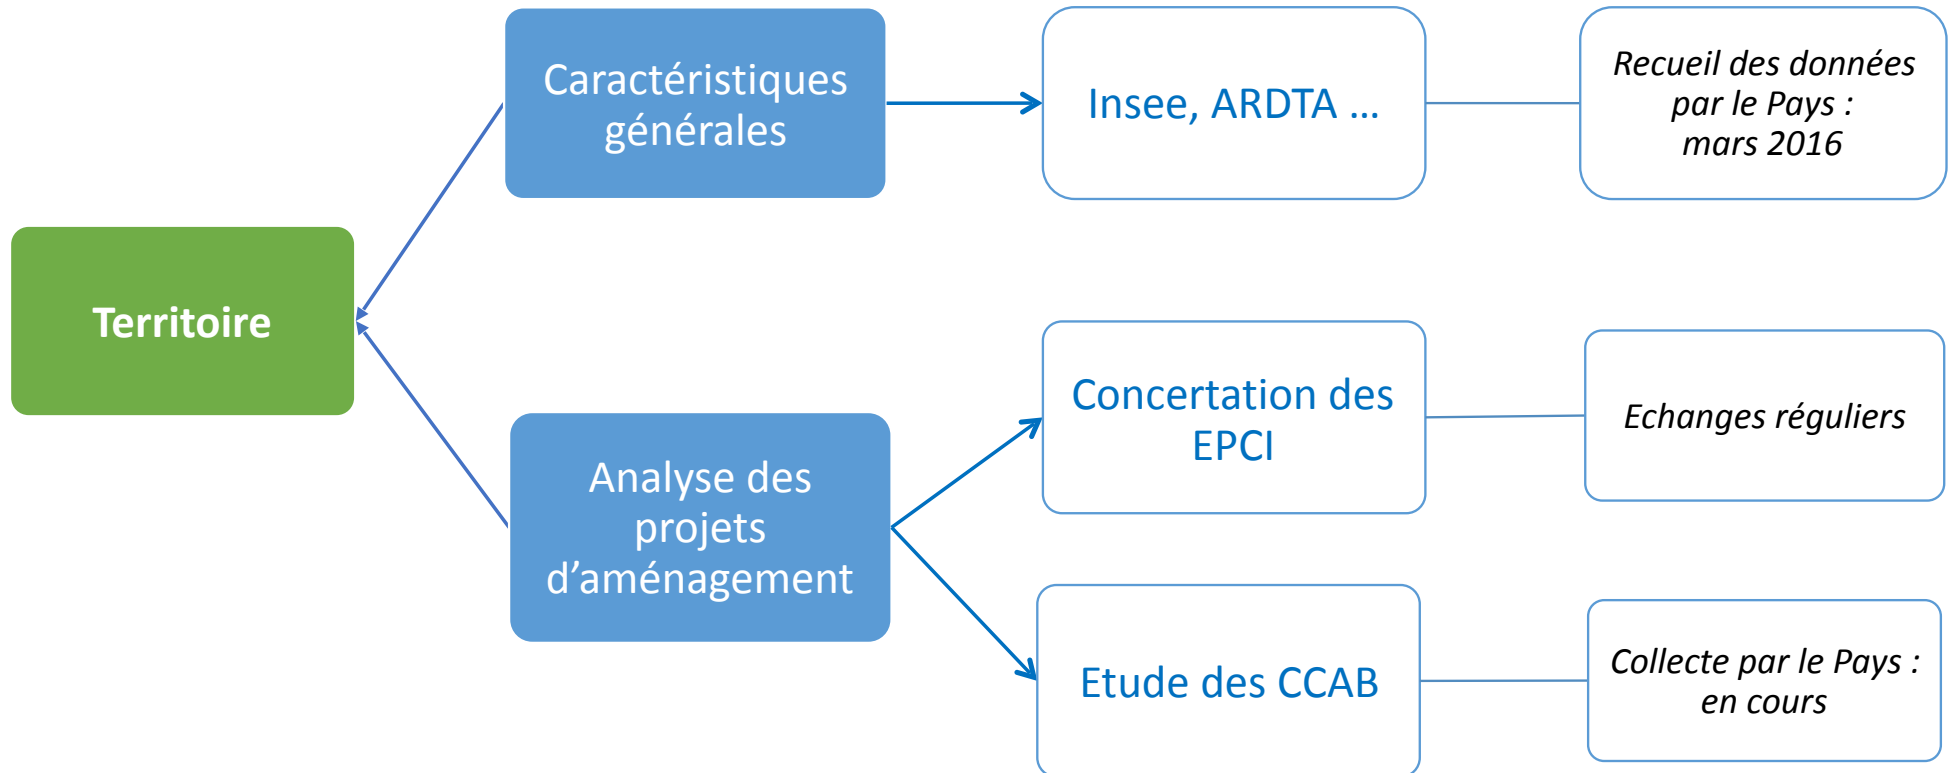 Caractéristiques
générales
Insee, ARDTA ...
Recueil des données
par le Pays :
mars 2016
Territoire
Analyse des
projets
d’aménagement
Concertation des
EPCI
Echanges réguliers
Etude des CCAB
Collecte par le Pays :
en cours